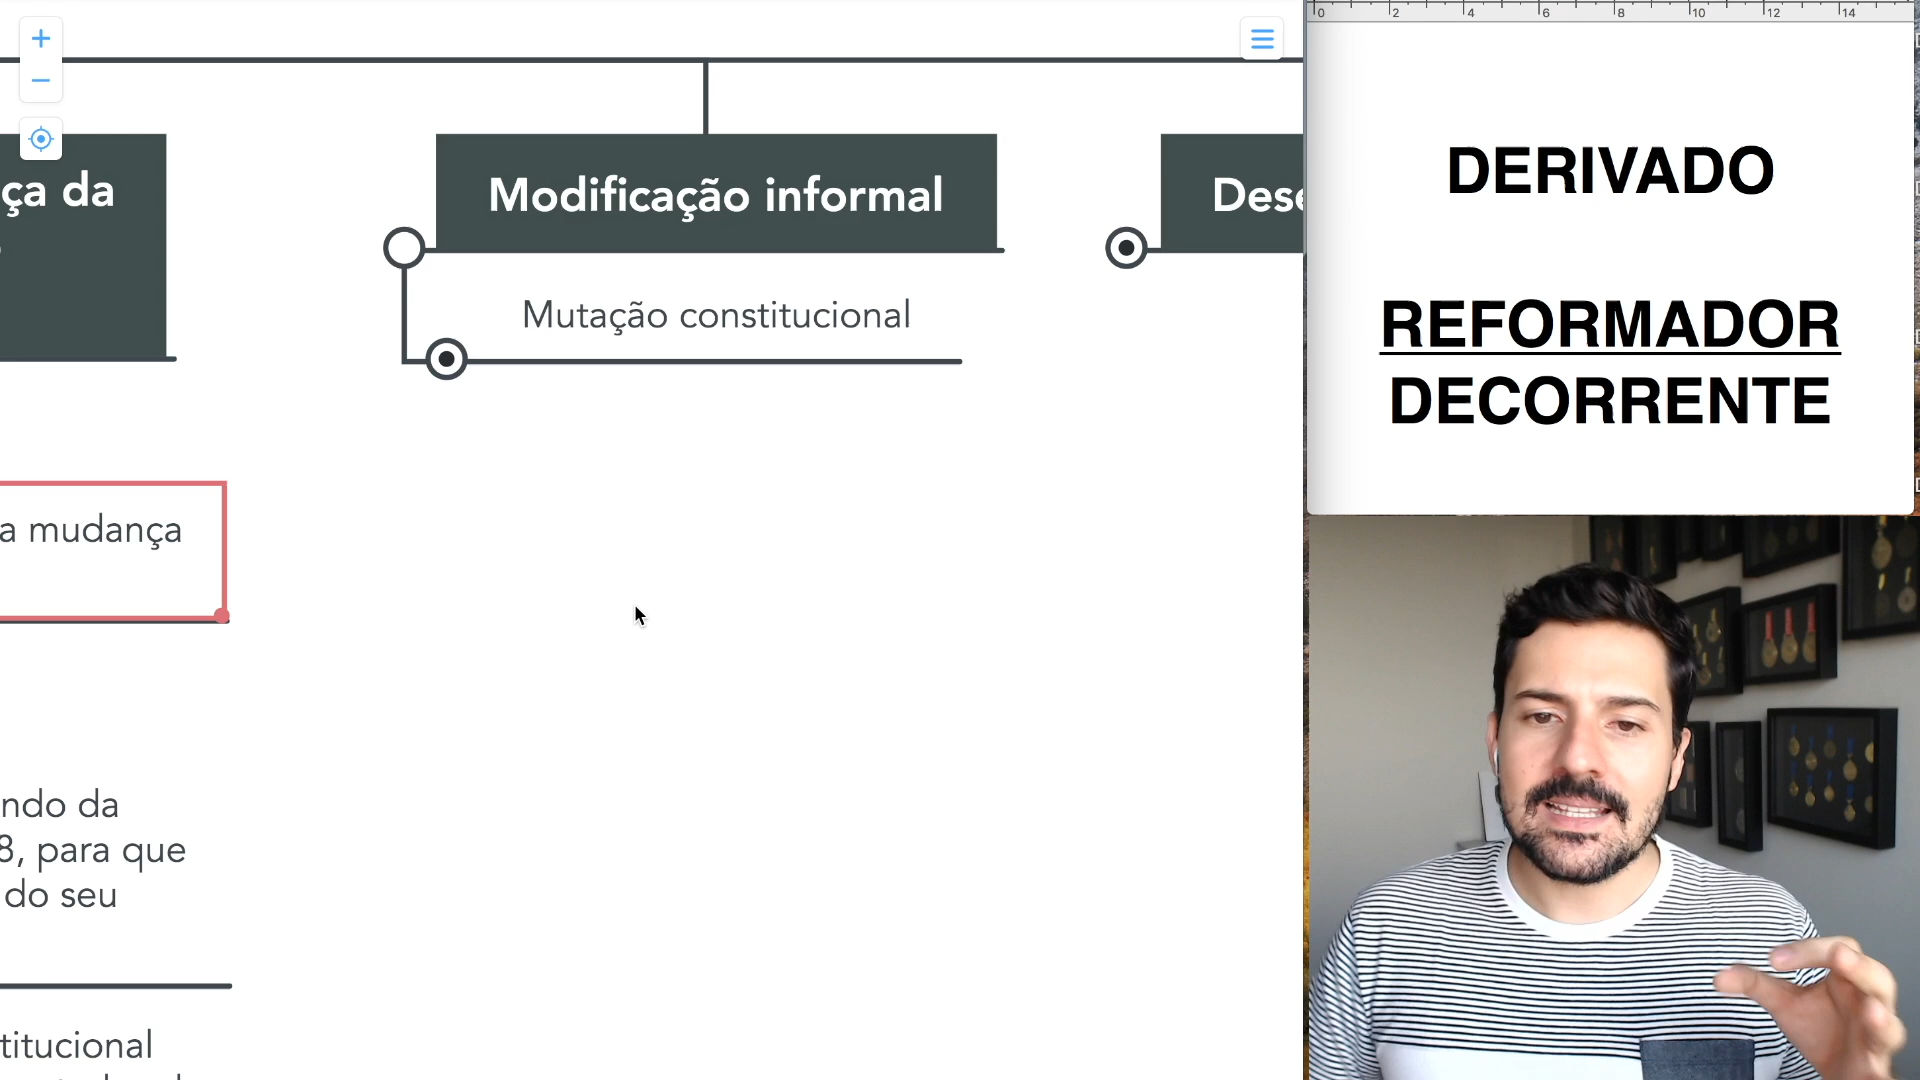 ça da
Modificação informal
Dese
Mutação constitucional
a mudança
ndo da
8, para que
do seu
titucional
0 2 4 6 8 10 12 14
DERIVADO
REFORMADOR
DECORRENTE